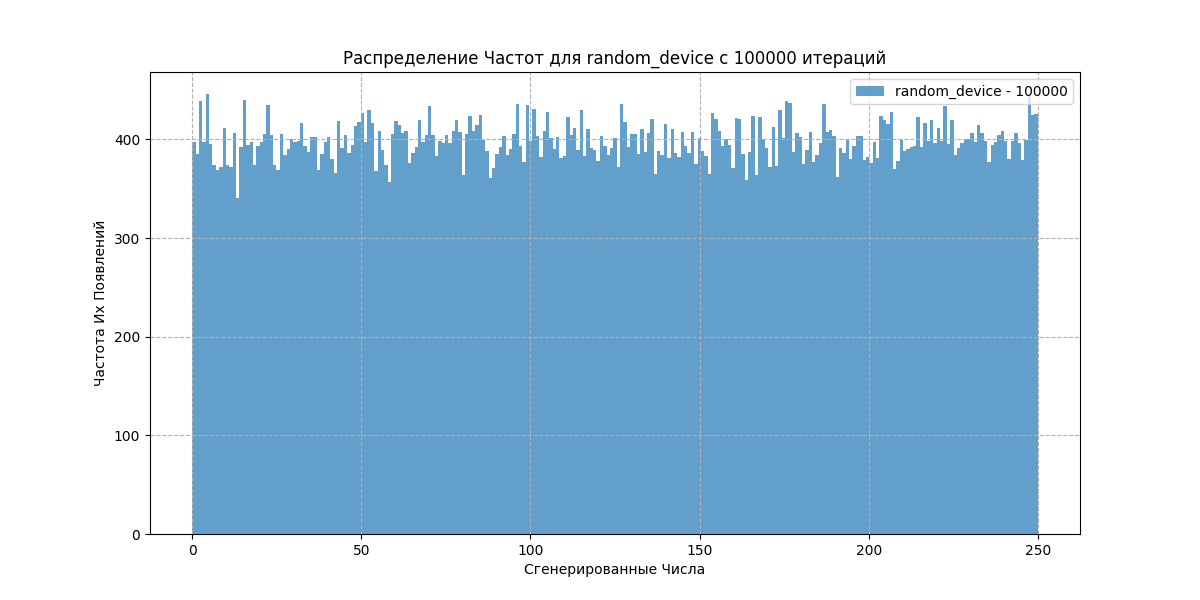 Распределение Частот для random_device с 100000 итераций
random_device - 100000
400
300
200
100
0
Частота Их Появлений
0 50 100 150 200 250
Сгенерированные Числа